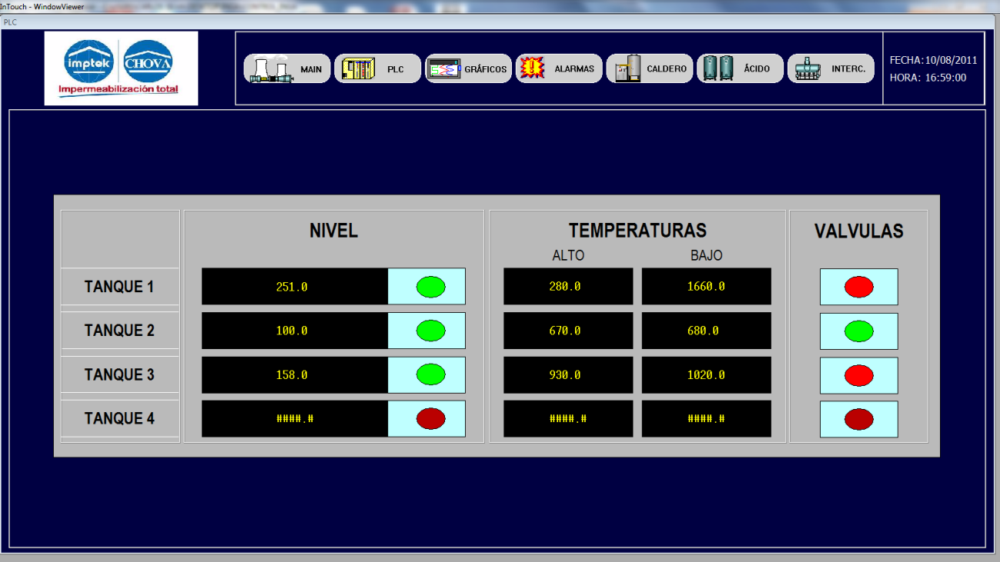 InTouch - WindowViewer
PLC
imptek CHOVA
Impermeabilización total
MAIN PLC GRÁFICOS ALARMAS CALDERO ÁCIDO INTERC.
FECHA:10/08/2011
HORA: 16:59:00
NIVEL TEMPERATURAS VALVULAS
ALTO BAJO
TANQUE 1 251.0 280.0 1660.0
TANQUE 2 100.0 670.0 680.0
TANQUE 3 158.0 930.0 1020.0
TANQUE 4 ####.# ####.# ####.#